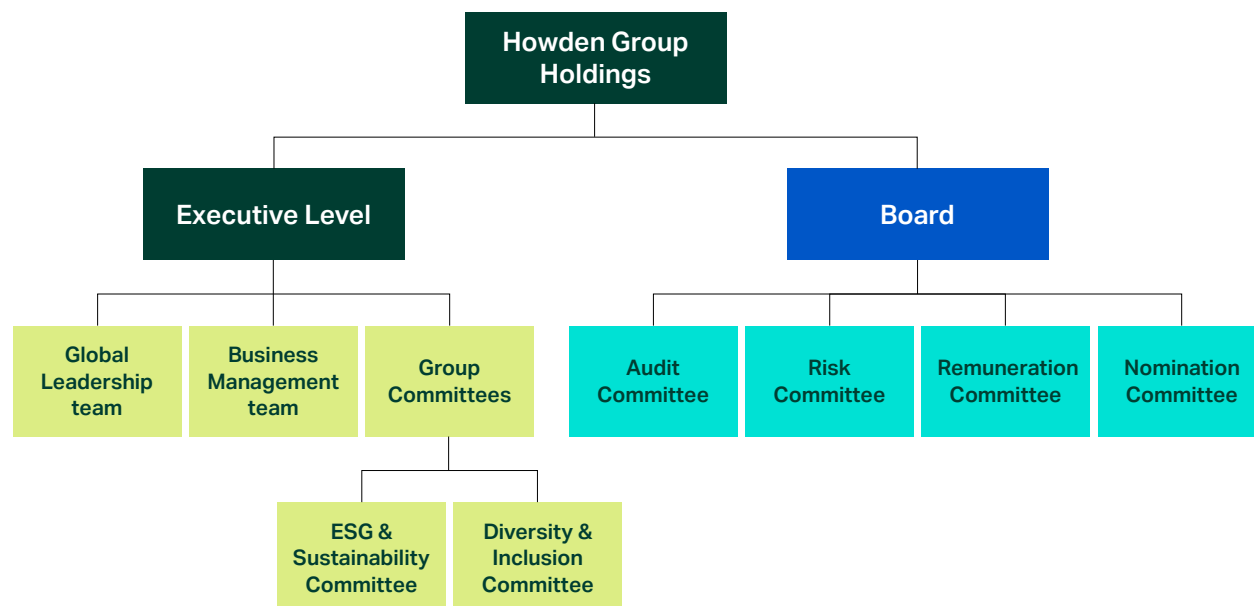 Howden Group
Holdings
Executive Level
Board
Global
Leadership
team
Business
Management
team
Group
Committees
Audit
Committee
Risk
Committee
Remuneration
Committee
Nomination
Committee
ESG &
Sustainability
Committee
Diversity &
Inclusion
Committee